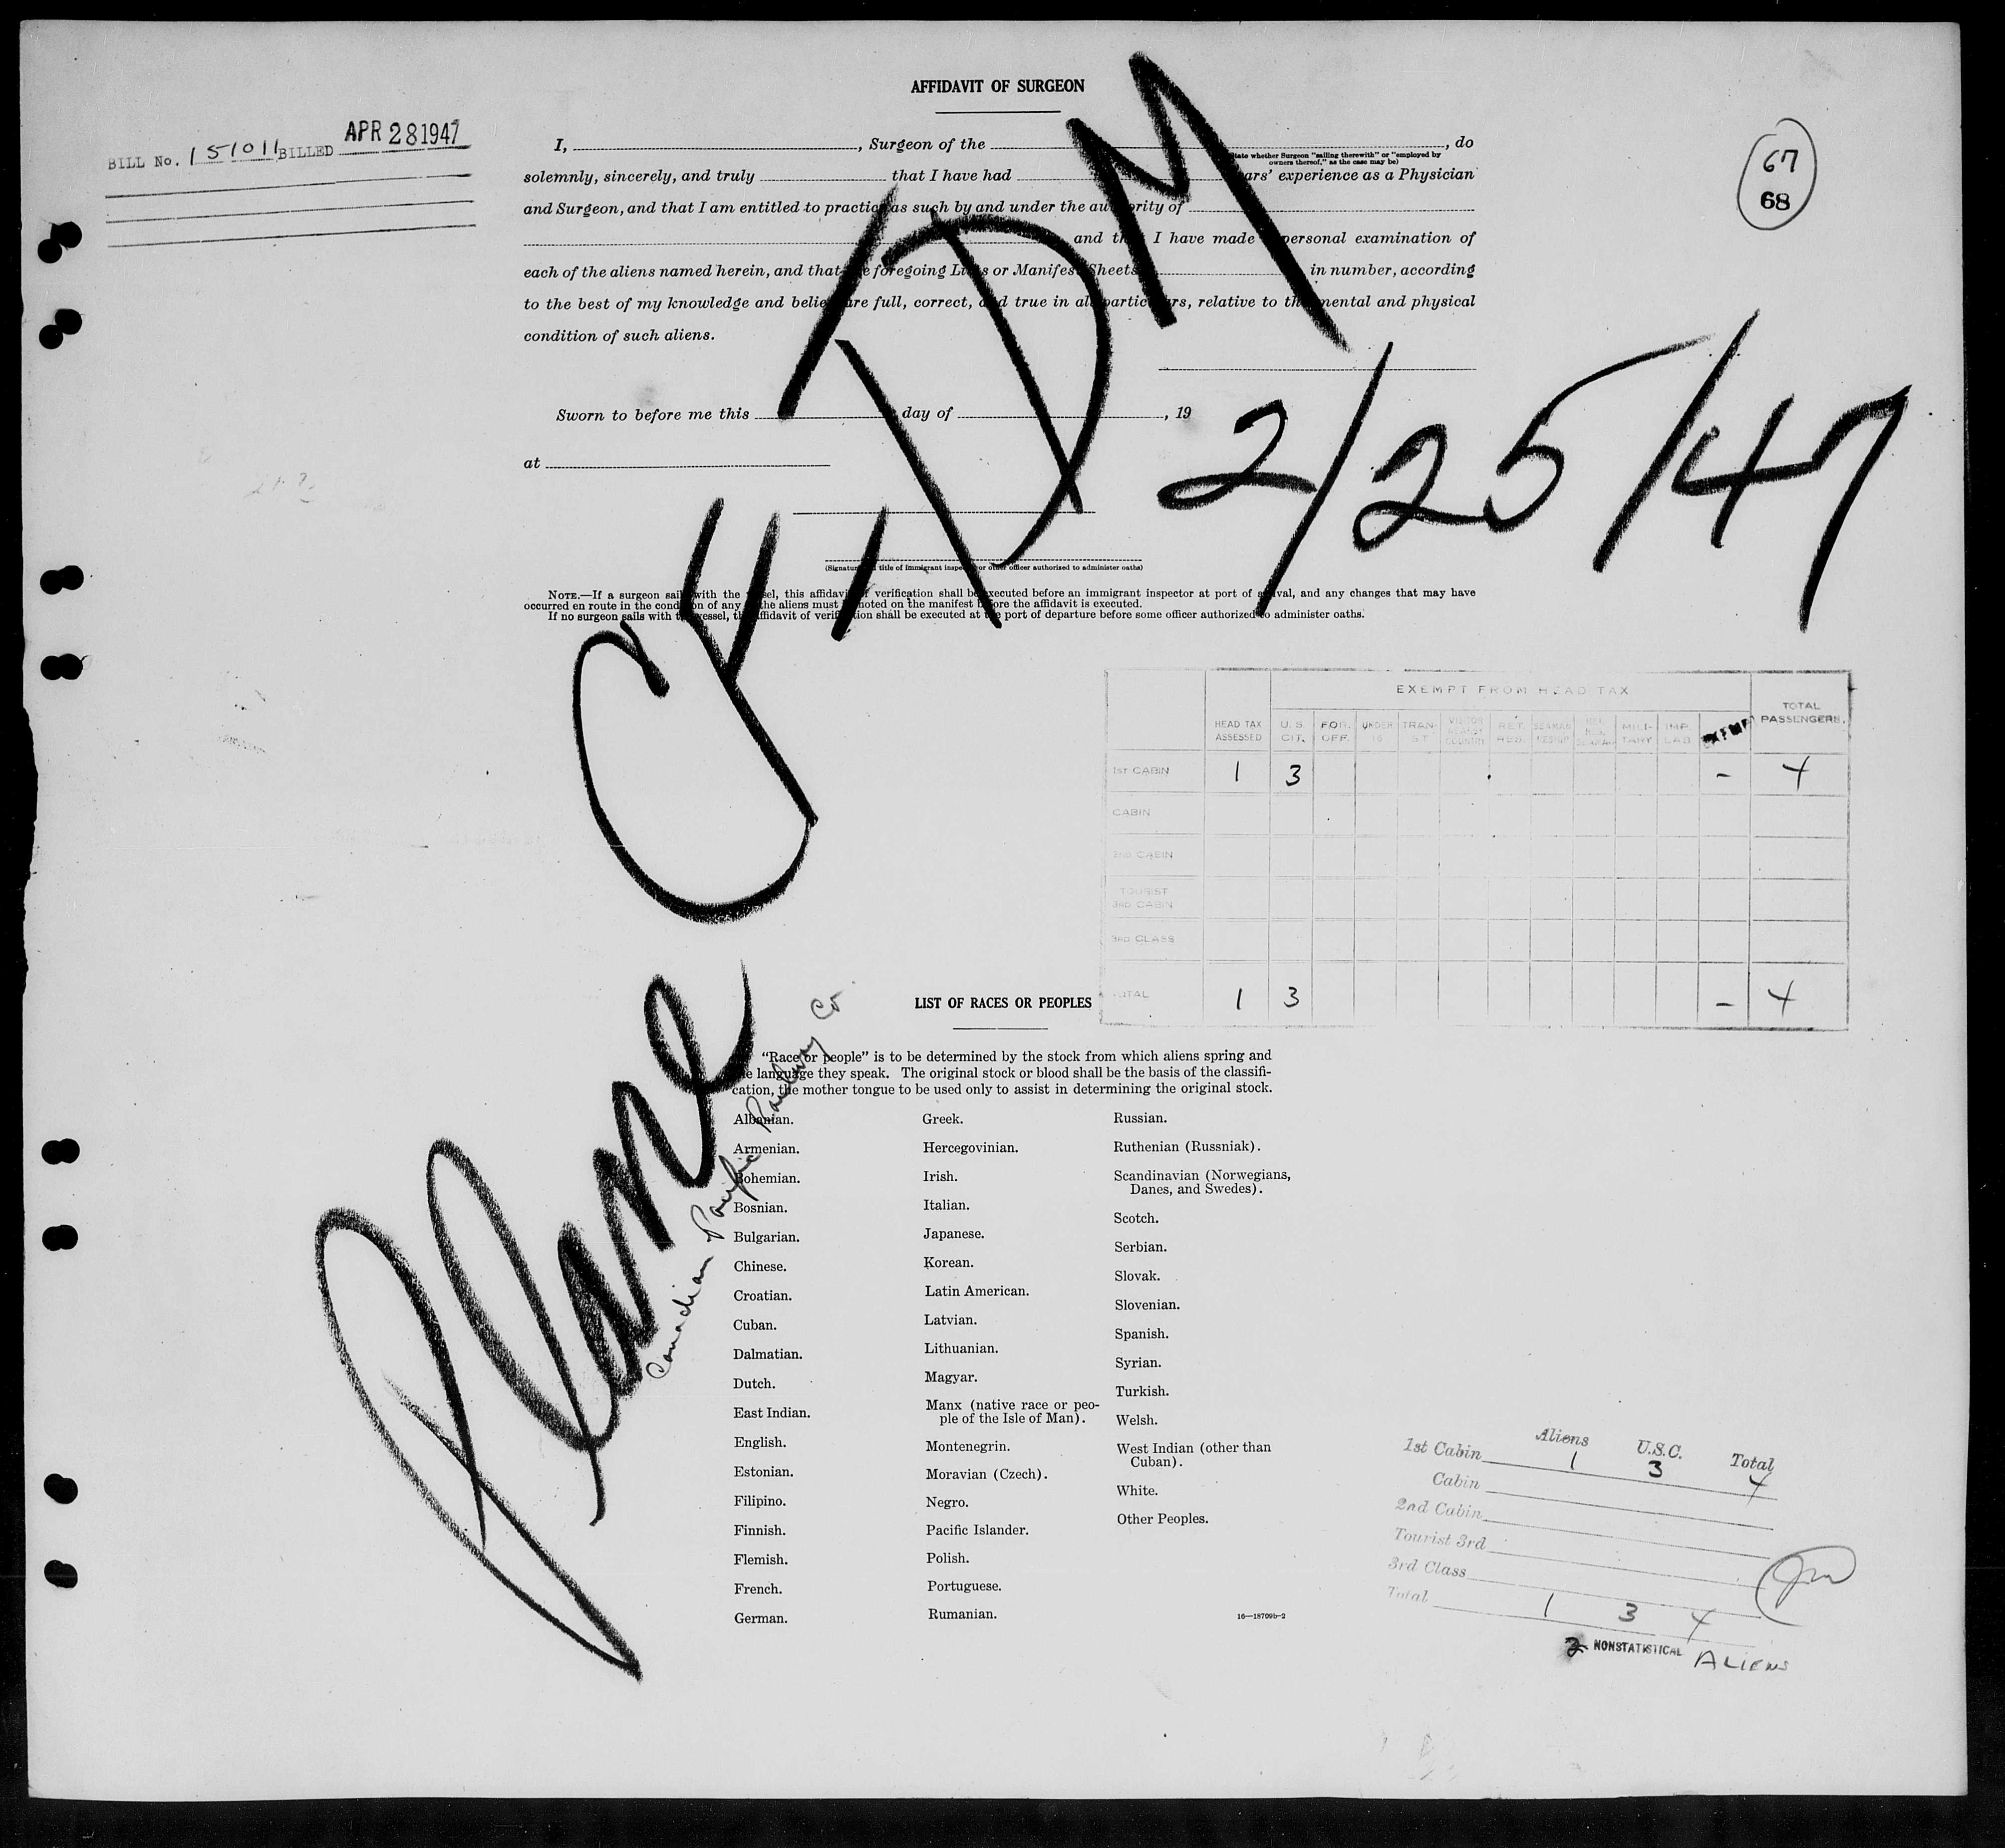 AFFIDAVIT OF SURGEON
BILL No. 151011 BILLED APR 28 1947
67
68
I, , Surgeon of the , do
(State whether Surgeon "sailing therewith" or "employed by
owners thereof," as the case may be)
solemnly, sincerely, and truly that I have had years' experience as a Physician
and Surgeon, and that I am entitled to practice as such by and under the authority of
and that I have made personal examination of
each of the aliens named herein, and that the foregoing Lists or Manifest Sheets, in number, according
to the best of my knowledge and belief, are full, correct, and true in all particulars, relative to the mental and physical
condition of such aliens.
Sworn to before me this day of , 19
at
(Signature and title of immigrant inspector or other officer authorized to administer oaths)
NOTE.—If a surgeon sails with the vessel, this affidavit of verification shall be executed before an immigrant inspector at port of arrival, and any changes that may have
occurred en route in the condition of any of the aliens must be noted on the manifest before the affidavit is executed.
If no surgeon sails with the vessel, the affidavit of verification shall be executed at the port of departure before some officer authorized to administer oaths.
Plane
2/25/47
Canadian Pacific Railway Co
EXEMPT FROM HEAD TAX
HEAD TAX ASSESSED U. S. CIT. FOR. OFF. UNDER 16 TRAN- S T VISITOR COUNTRY RET. RES. SEAMAN MILI- TARY IMP. LAB TOTAL PASSENGERS
1ST CABIN 1 3 – 4
CABIN
2ND CABIN
TOURIST
3RD CABIN
3RD CLASS
TOTAL 1 3 – 4
LIST OF RACES OR PEOPLES
"Race or people" is to be determined by the stock from which aliens spring and
the language they speak. The original stock or blood shall be the basis of the classifi-
cation, the mother tongue to be used only to assist in determining the original stock.
Albanian.
Armenian.
Bohemian.
Bosnian.
Bulgarian.
Chinese.
Croatian.
Cuban.
Dalmatian.
Dutch.
East Indian.
English.
Estonian.
Filipino.
Finnish.
Flemish.
French.
German.
Greek.
Hercegovinian.
Irish.
Italian.
Japanese.
Korean.
Latin American.
Latvian.
Lithuanian.
Magyar.
Manx (native race or peo-
ple of the Isle of Man).
Montenegrin.
Moravian (Czech).
Negro.
Pacific Islander.
Polish.
Portuguese.
Rumanian.
Russian.
Ruthenian (Russniak).
Scandinavian (Norwegians,
Danes, and Swedes).
Scotch.
Serbian.
Slovak.
Slovenian.
Spanish.
Syrian.
Turkish.
Welsh.
West Indian (other than
Cuban).
White.
Other Peoples.
16—18709b-2
Aliens U.S.C. Total
1st Cabin 1 3 4
Cabin
2nd Cabin
Tourist 3rd
3rd Class
Total 1 3 4
2 NONSTATISTICAL ALIENS